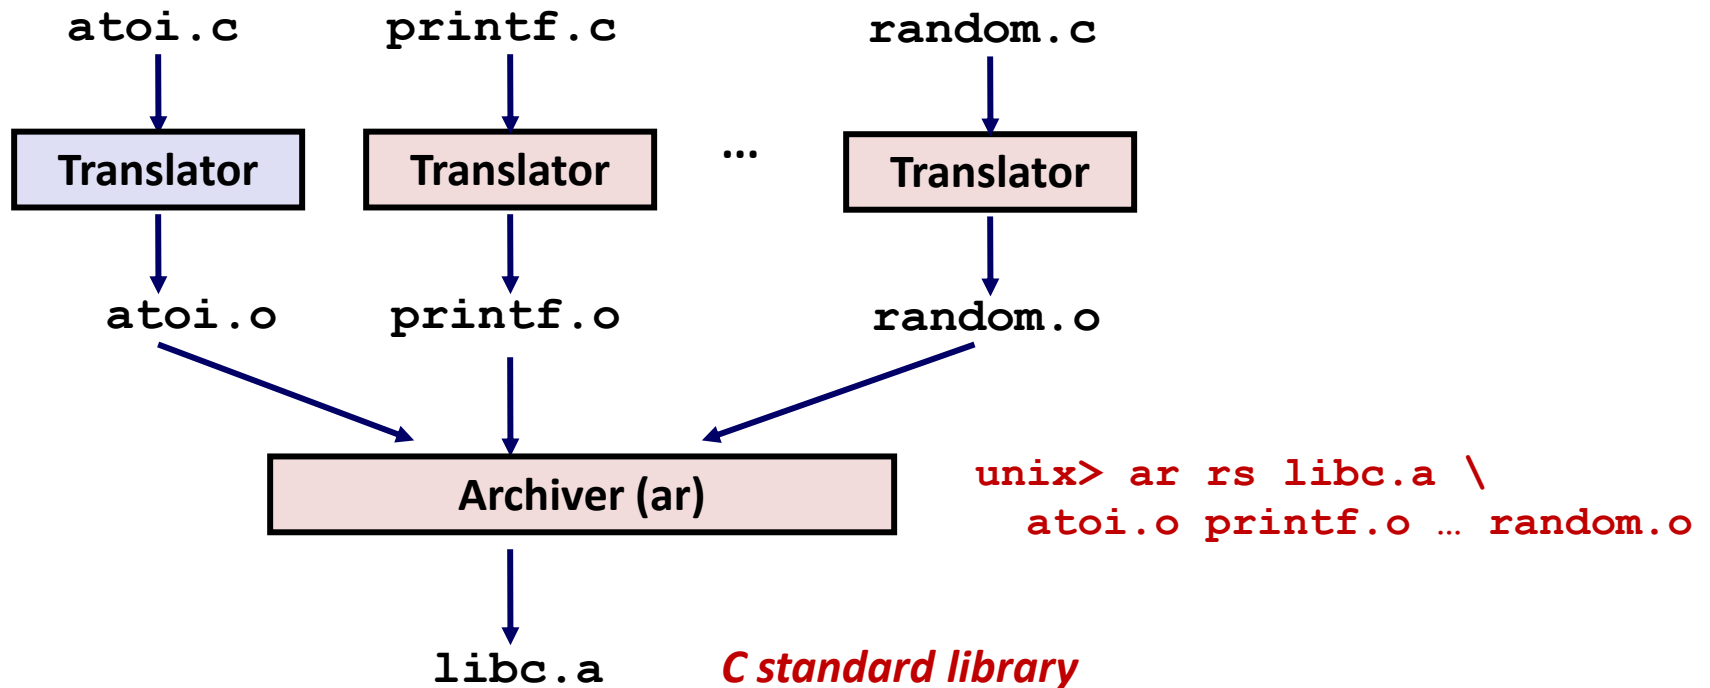 atoi.c printf.c random.c
Translator Translator … Translator
atoi.o printf.o random.o
Archiver (ar)
unix> ar rs libc.a \
atoi.o printf.o … random.o
libc.a C standard library